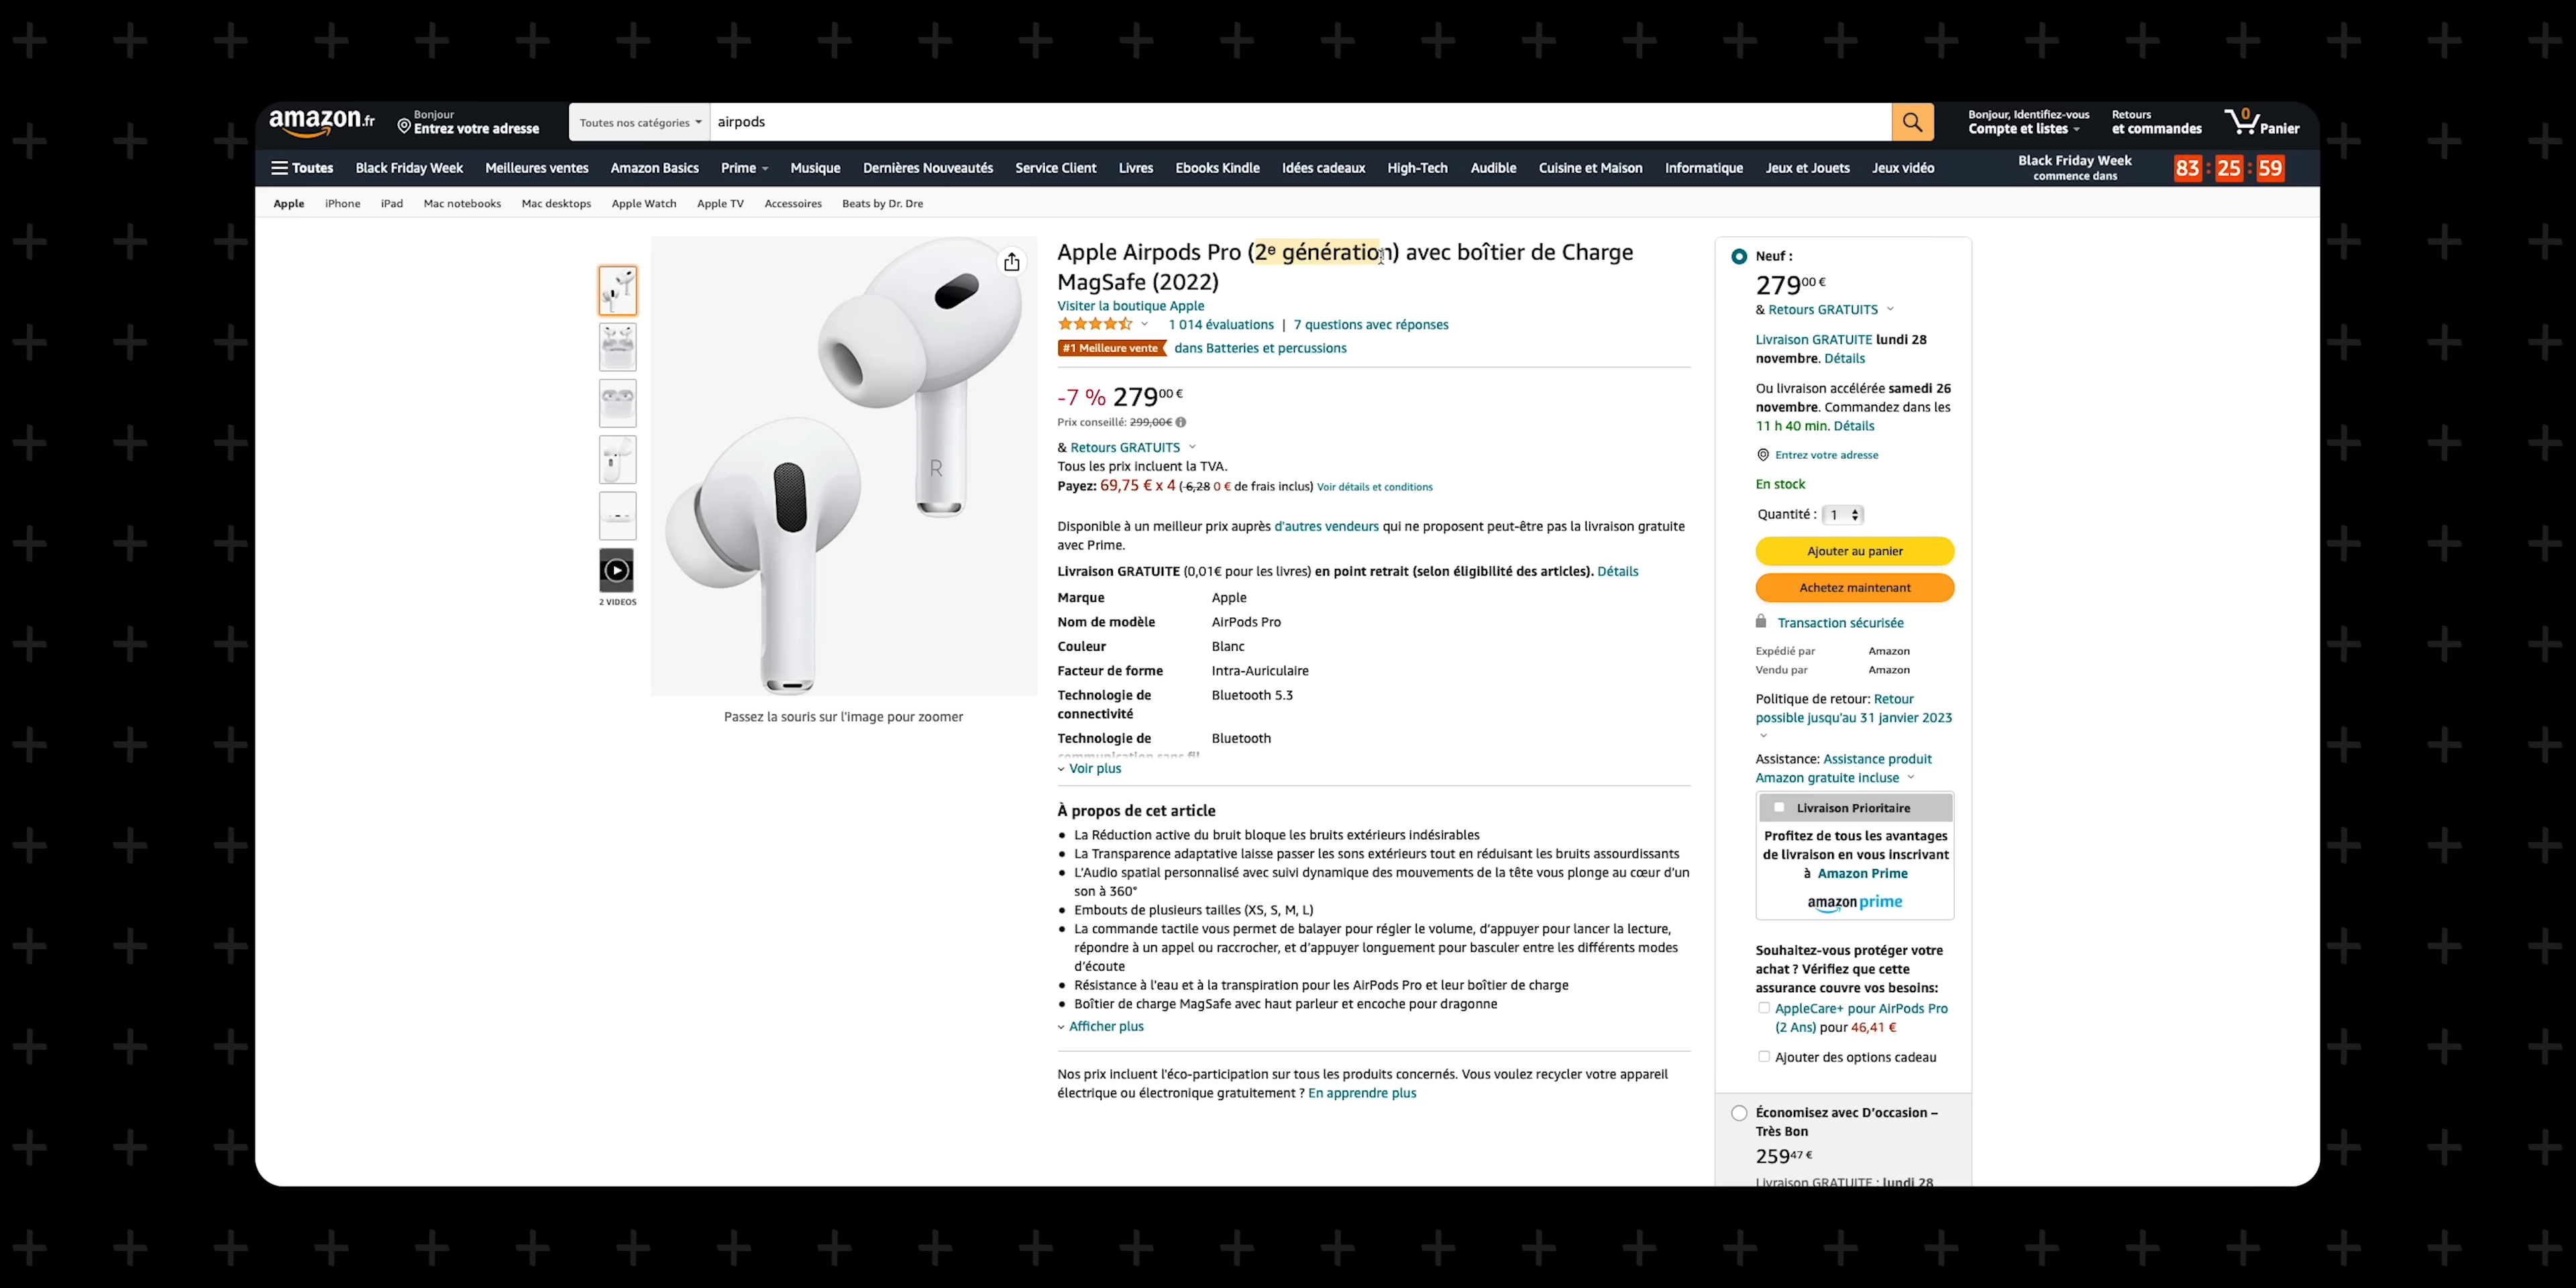 amazon.fr
Bonjour
Entrez votre adresse
Toutes nos catégories
airpods
Bonjour, Identifiez-vous
Compte et listes
Retours
et commandes
0
Panier
Toutes
Black Friday Week
Meilleures ventes
Amazon Basics
Prime
Musique
Dernières Nouveautés
Service Client
Livres
Ebooks Kindle
Idées cadeaux
High-Tech
Audible
Cuisine et Maison
Informatique
Jeux et Jouets
Jeux vidéo
Black Friday Week
commence dans
83 : 25 : 59
Apple
iPhone
iPad
Mac notebooks
Mac desktops
Apple Watch
Apple TV
Accessoires
Beats by Dr. Dre
2 VIDEOS
R
Passez la souris sur l'image pour zoomer
Apple Airpods Pro (2ᵉ génération) avec boîtier de Charge
MagSafe (2022)
Visiter la boutique Apple
1 014 évaluations | 7 questions avec réponses
#1 Meilleure vente dans Batteries et percussions
-7 % 27900 €
Prix conseillé: 299,00€
& Retours GRATUITS
Tous les prix incluent la TVA.
Payez: 69,75 € x 4 (-6,28 0 € de frais inclus) Voir détails et conditions
Disponible à un meilleur prix auprès d'autres vendeurs qui ne proposent peut-être pas la livraison gratuite
avec Prime.
Livraison GRATUITE (0,01€ pour les livres) en point retrait (selon éligibilité des articles). Détails
Marque Apple
Nom de modèle AirPods Pro
Couleur Blanc
Facteur de forme Intra-Auriculaire
Technologie de Bluetooth 5.3
connectivité
Technologie de Bluetooth
communication sans fil
Voir plus
À propos de cet article
● La Réduction active du bruit bloque les bruits extérieurs indésirables
● La Transparence adaptative laisse passer les sons extérieurs tout en réduisant les bruits assourdissants
● L'Audio spatial personnalisé avec suivi dynamique des mouvements de la tête vous plonge au cœur d'un
son à 360°
● Embouts de plusieurs tailles (XS, S, M, L)
● La commande tactile vous permet de balayer pour régler le volume, d'appuyer pour lancer la lecture,
répondre à un appel ou raccrocher, et d'appuyer longuement pour basculer entre les différents modes
d'écoute
● Résistance à l'eau et à la transpiration pour les AirPods Pro et leur boîtier de charge
● Boîtier de charge MagSafe avec haut parleur et encoche pour dragonne
Afficher plus
Nos prix incluent l'éco-participation sur tous les produits concernés. Vous voulez recycler votre appareil
électrique ou électronique gratuitement ? En apprendre plus
Neuf :
27900 €
& Retours GRATUITS
Livraison GRATUITE lundi 28
novembre. Détails
Ou livraison accélérée samedi 26
novembre. Commandez dans les
11 h 40 min. Détails
Entrez votre adresse
En stock
Quantité : 1
Ajouter au panier
Achetez maintenant
Transaction sécurisée
Expédié par Amazon
Vendu par Amazon
Politique de retour: Retour
possible jusqu'au 31 janvier 2023
Assistance: Assistance produit
Amazon gratuite incluse
Livraison Prioritaire
Profitez de tous les avantages
de livraison en vous inscrivant
à Amazon Prime
amazon prime
Souhaitez-vous protéger votre
achat ? Vérifiez que cette
assurance couvre vos besoins:
AppleCare+ pour AirPods Pro
(2 Ans) pour 46,41 €
Ajouter des options cadeau
Économisez avec D'occasion –
Très Bon
25947 €
Livraison GRATUITE : lundi 28